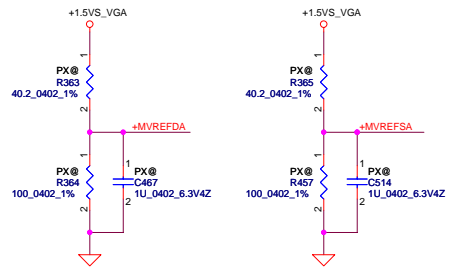 +1.5VS_VGA
1
PX@
R363
40.2_0402_1%
2
+MVREFDA
1
PX@
R364
100_0402_1%
2
1
PX@
C467
1U_0402_6.3V4Z
2
+1.5VS_VGA
1
PX@
R365
40.2_0402_1%
2
+MVREFSA
1
PX@
R457
100_0402_1%
2
1
PX@
C514
1U_0402_6.3V4Z
2